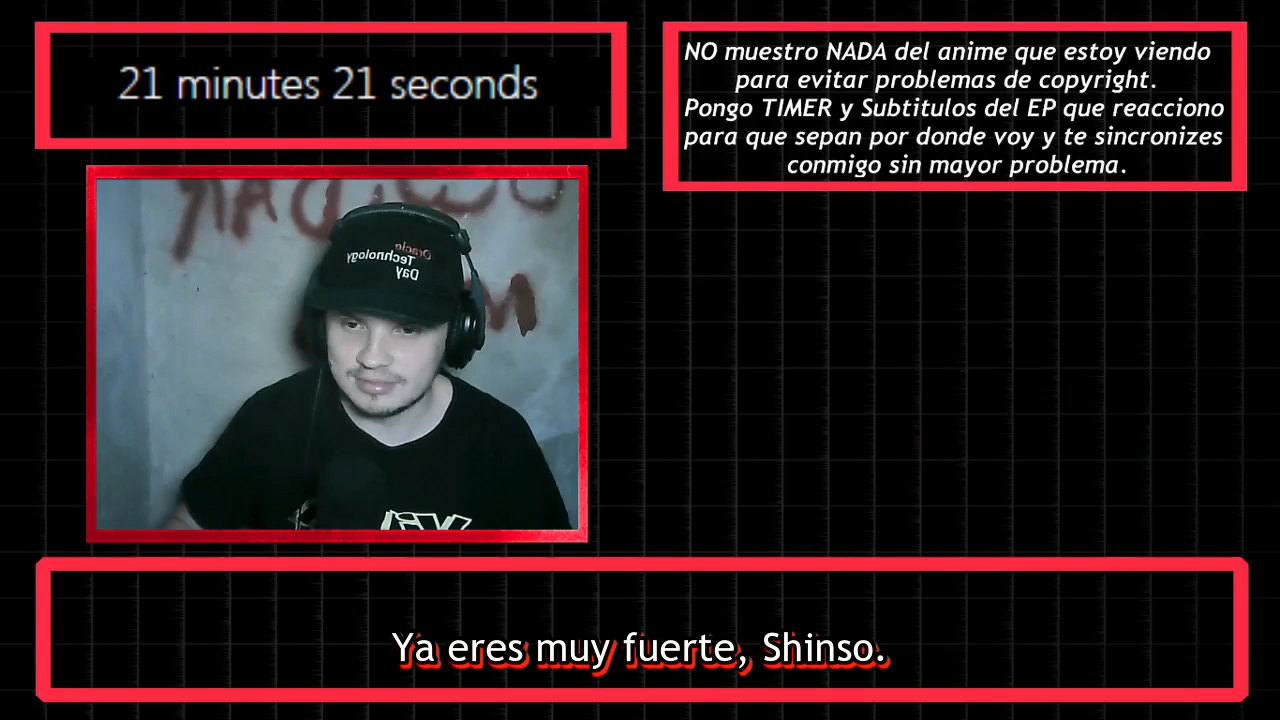 21 minutes 21 seconds
NO muestro NADA del anime que estoy viendo
para evitar problemas de copyright.
Pongo TIMER y Subtitulos del EP que reacciono
para que sepan por donde voy y te sincronizes
conmigo sin mayor problema.
Oracle
Technology
Day
Ya eres muy fuerte, Shinso.